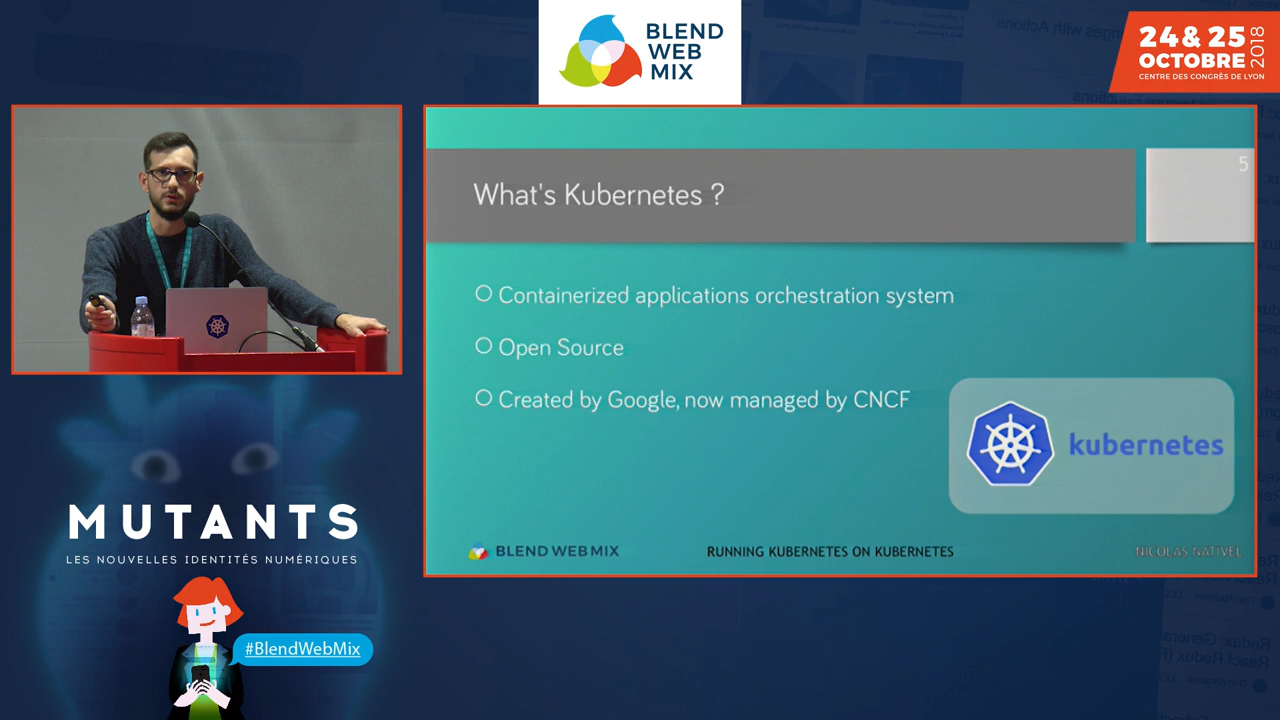 BLEND
WEB
MIX
24 & 25
OCTOBRE
2018
CENTRE DES CONGRÈS DE LYON
What's Kubernetes ?
5
Containerized applications orchestration system
Open Source
Created by Google, now managed by CNCF
kubernetes
BLEND WEB MIX
RUNNING KUBERNETES ON KUBERNETES
NICOLAS NATIVEL
MUTANTS
LES NOUVELLES IDENTITÉS NUMÉRIQUES
#BlendWebMix